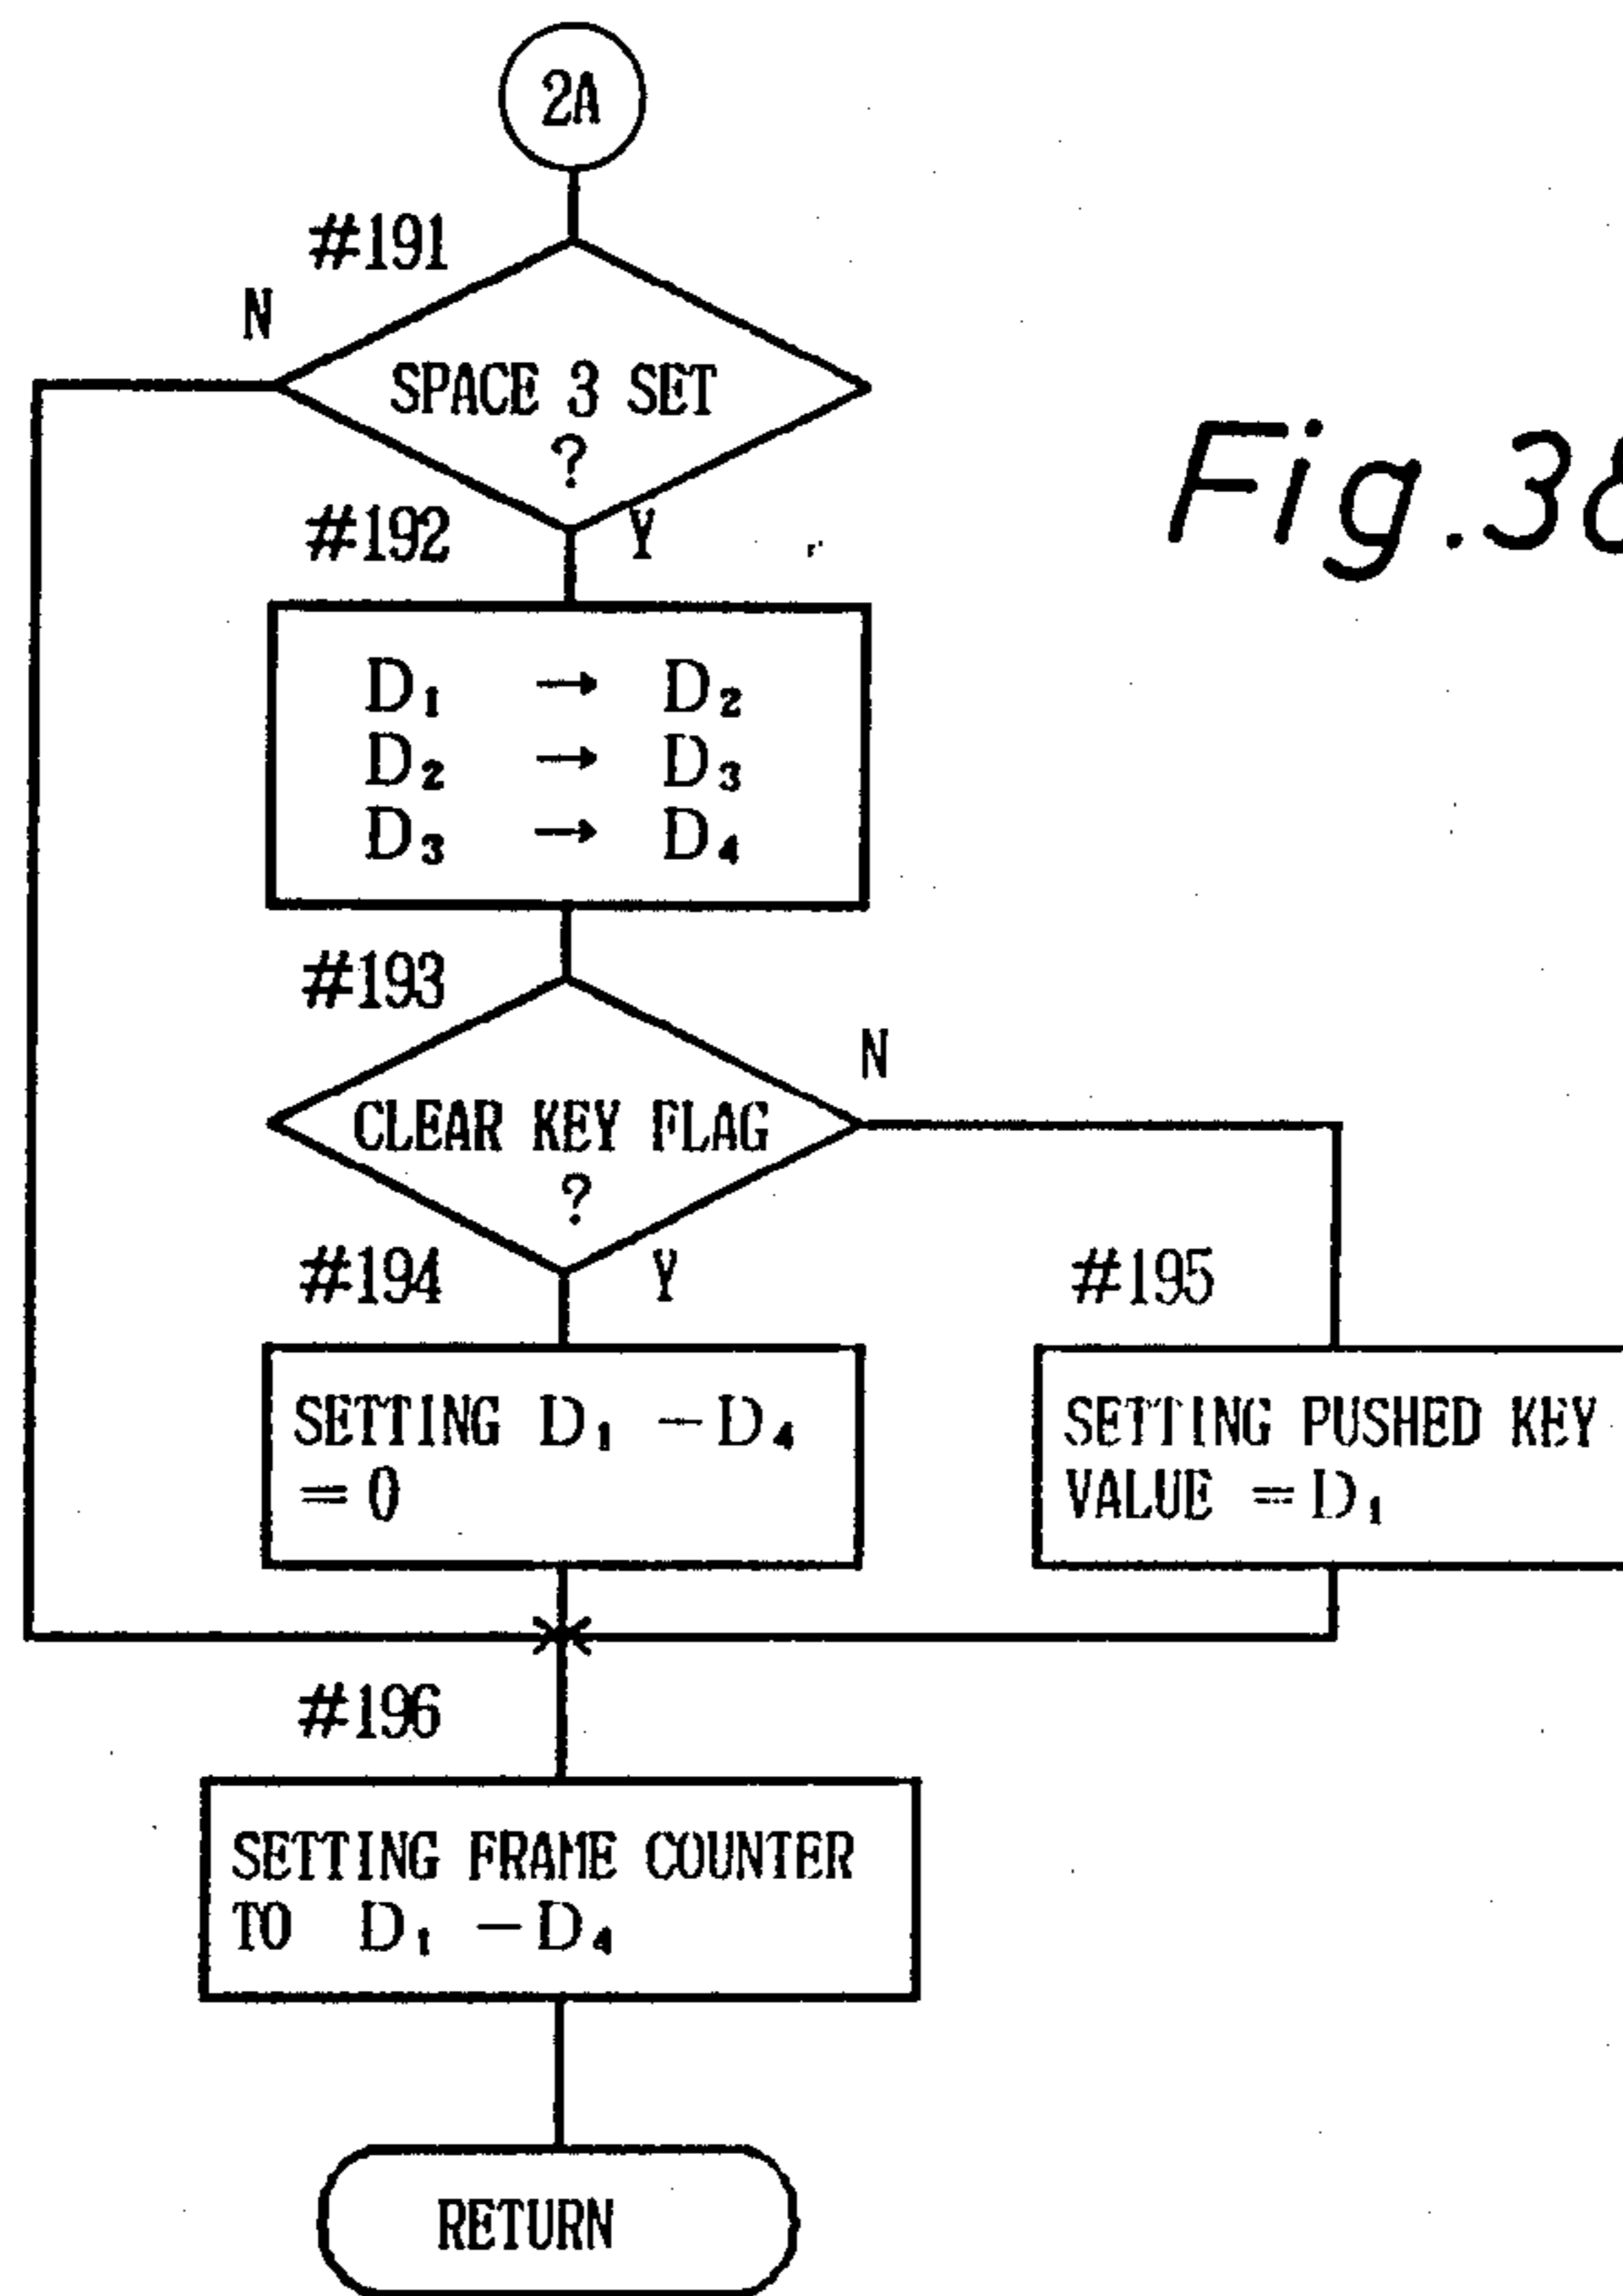 2A
#191
N
SPACE 3 SET
?
#192
Y
Fig.38
D₁ → D₂
D₂ → D₃
D₃ → D₄
#193
N
CLEAR KEY FLAG
?
#194
Y
#195
SETTING D₁ －D₄
＝0
SETTING PUSHED KEY
VALUE ＝D₁
#196
SETTING FRAME COUNTER
TO D₁ －D₄
RETURN